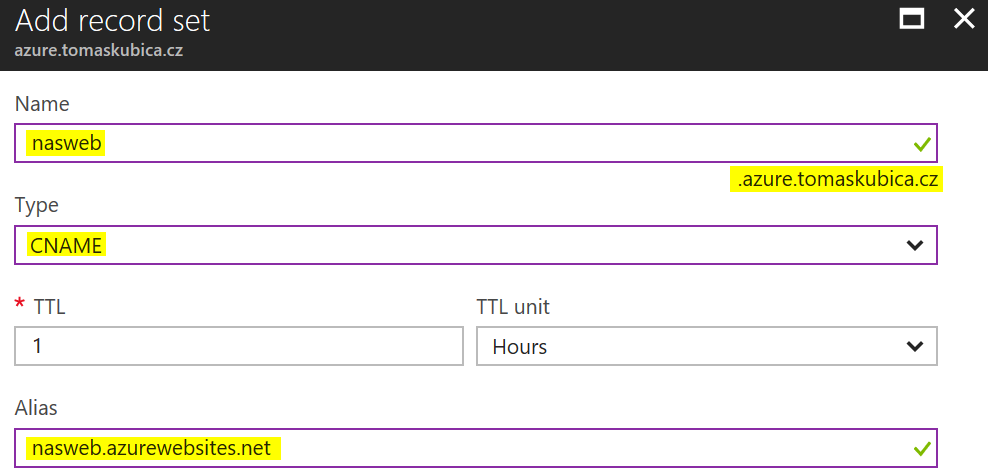 Add record set
azure.tomaskubica.cz
Name
nasweb
.azure.tomaskubica.cz
Type
CNAME
* TTL
TTL unit
1
Hours
Alias
nasweb.azurewebsites.net